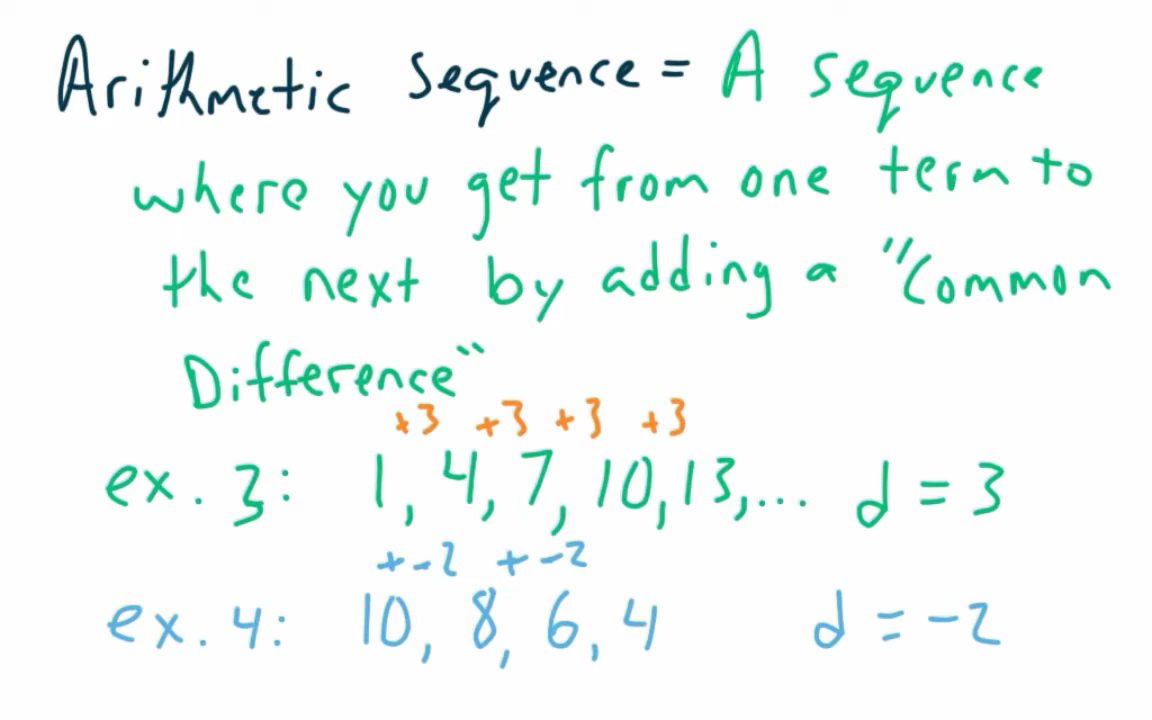 Arithmetic Sequence = A sequence
where you get from one term to
the next by adding a "Common
Difference"
+3 +3 +3 +3
ex. 3: 1, 4, 7, 10, 13, ... d = 3
+-2 +-2
ex. 4: 10, 8, 6, 4 d = -2